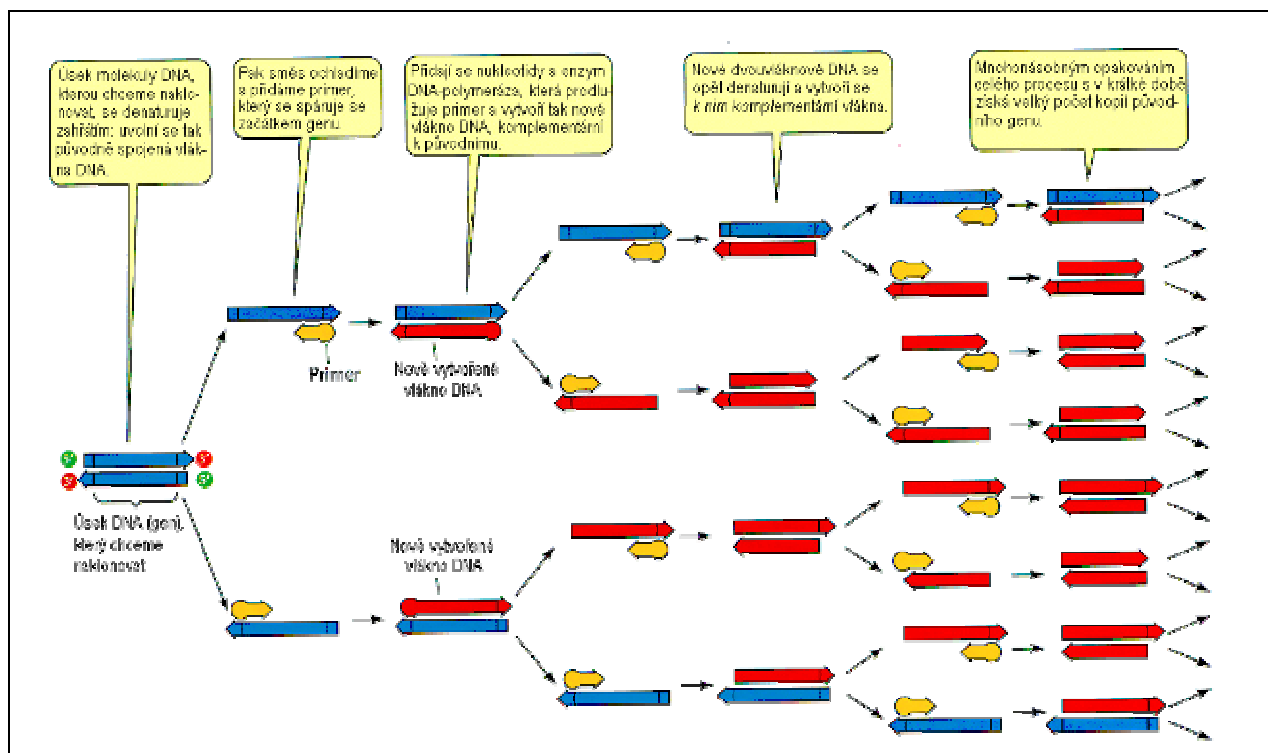 Úsek molekuly DNA,
kterou chceme naklo-
novat, se denaturuje
zahřátím: uvolní se tak
původně spojená vlák-
na DNA.
Pak směs ochladíme
a přidáme primer,
který se spáruje se
začátkem genu.
Přidají se nukleotidy a enzym
DNA-polymeráza, která prodlu-
žuje primer a vytvoří tak nové
vlákno DNA, komplementární
k původnímu.
Nové dvouvláknové DNA se
opět denaturují a vytvoří se
k nim komplementární vlákna.
Mnohonásobným opakováním
celého procesu s v krátké době
získá velký počet kopií původ-
ního genu.
Primer
Nově vytvořené
vlákno DNA
5' 3'
3' 5'
Úsek DNA (gen),
který chceme
naklonovat
Nově vytvořené
vlákno DNA